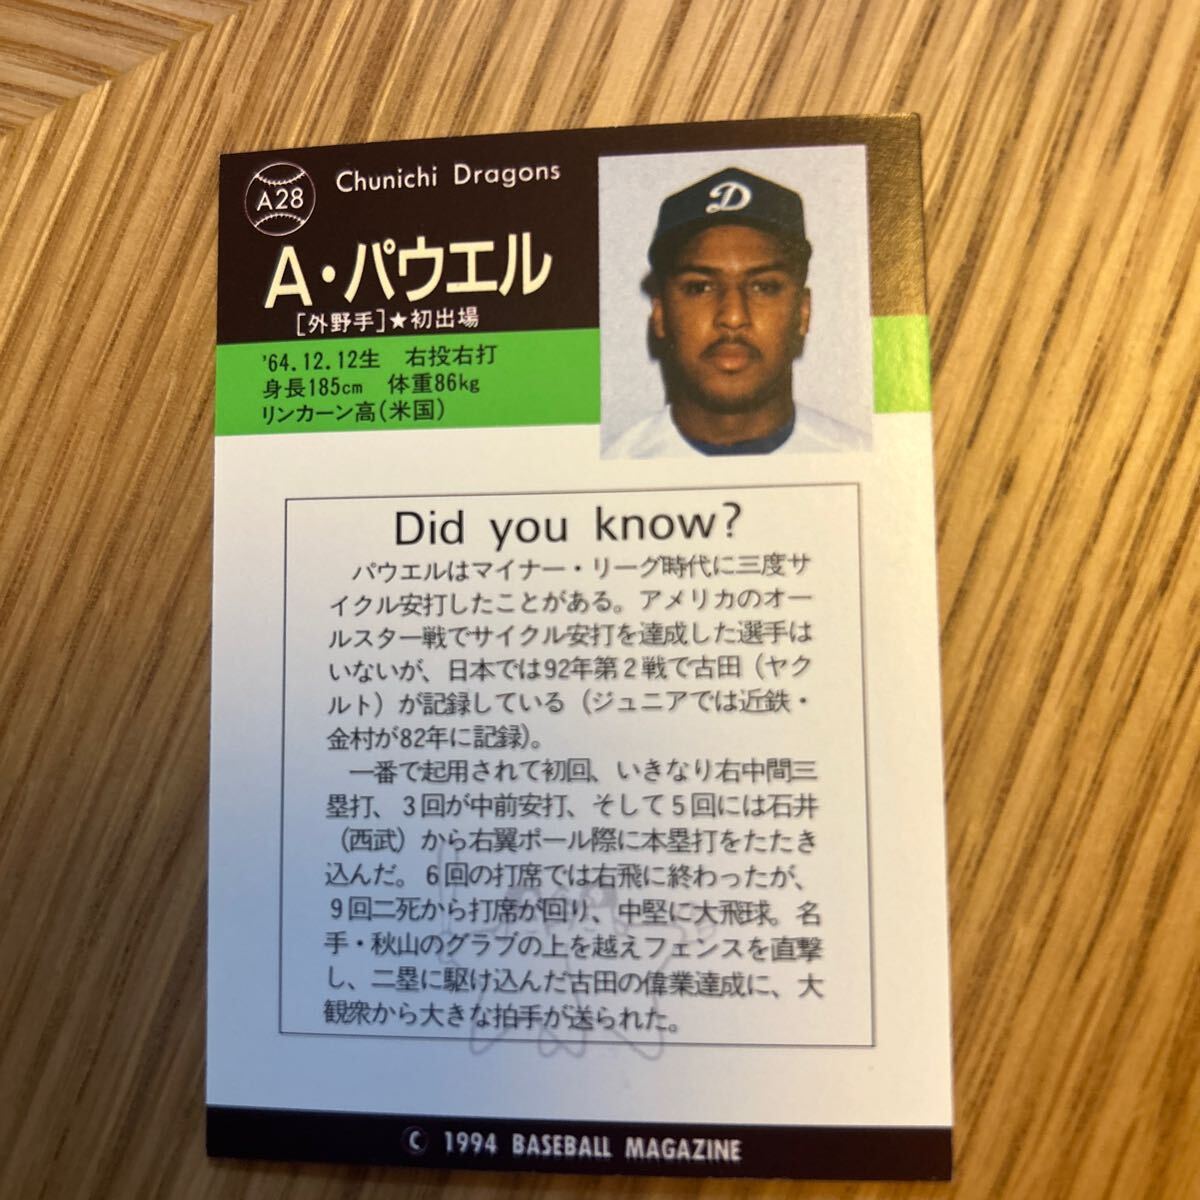 A28
Chunichi Dragons
A・パウエル
[外野手]★初出場
'64.12.12生 右投右打
身長185cm 体重86kg
リンカーン高(米国)
D
Did you know?
パウエルはマイナー・リーグ時代に三度サ
イクル安打したことがある。アメリカのオー
ルスター戦でサイクル安打を達成した選手は
いないが、日本では92年第2戦で古田(ヤク
ルト)が記録している(ジュニアでは近鉄・
金村が82年に記録)。
一番で起用されて初回、いきなり右中間三
塁打、3回が中前安打、そして5回には石井
(西武)から右翼ポール際に本塁打をたたき
込んだ。6回の打席では右飛に終わったが、
9回二死から打席が回り、中堅に大飛球。名
手・秋山のグラブの上を越えフェンスを直撃
し、二塁に駆け込んだ古田の偉業達成に、大
観衆から大きな拍手が送られた。
C 1994 BASEBALL MAGAZINE